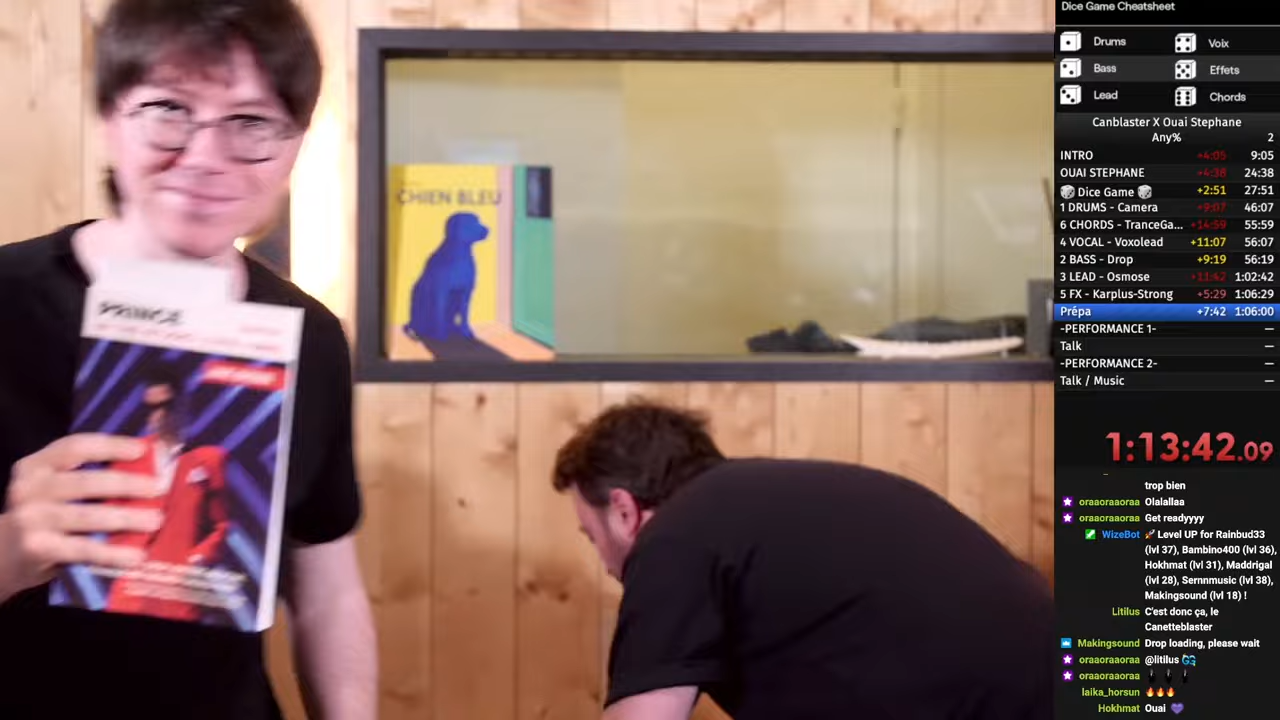 Dice Game Cheatsheet
Drums
Voix
Bass
Effets
Lead
Chords
Canblaster X Ouai Stephane
Any% 2
INTRO +4:05 9:05
OUAI STEPHANE +4:38 24:38
🎲 Dice Game 🎲 +2:51 27:51
1 DRUMS - Camera +9:07 46:07
6 CHORDS - TranceGa... +14:59 55:59
4 VOCAL - Voxolead +11:07 56:07
2 BASS - Drop +9:19 56:19
3 LEAD - Osmose +11:42 1:02:42
5 FX - Karplus-Strong +5:29 1:06:29
Prépa +7:42 1:06:00
-PERFORMANCE 1- —
Talk —
-PERFORMANCE 2- —
Talk / Music —
1:13:42.09
trop bien
oraaoraaoraa Olalallaa
oraaoraaoraa Get readyyyy
WizeBot 🚀 Level UP for Rainbud33
(lvl 37), Bambino400 (lvl 36),
Hokhmat (lvl 31), Maddrigal
(lvl 28), Sernnmusic (lvl 38),
Makingsound (lvl 18) !
Litilus C'est donc ça, le
Canetteblaster
Makingsound Drop loading, please wait
oraaoraaoraa @litilus
oraaoraaoraa
laika_horsun 🔥🔥🔥
Hokhmat Ouai 💜
CHIEN BLEU
PRINCE